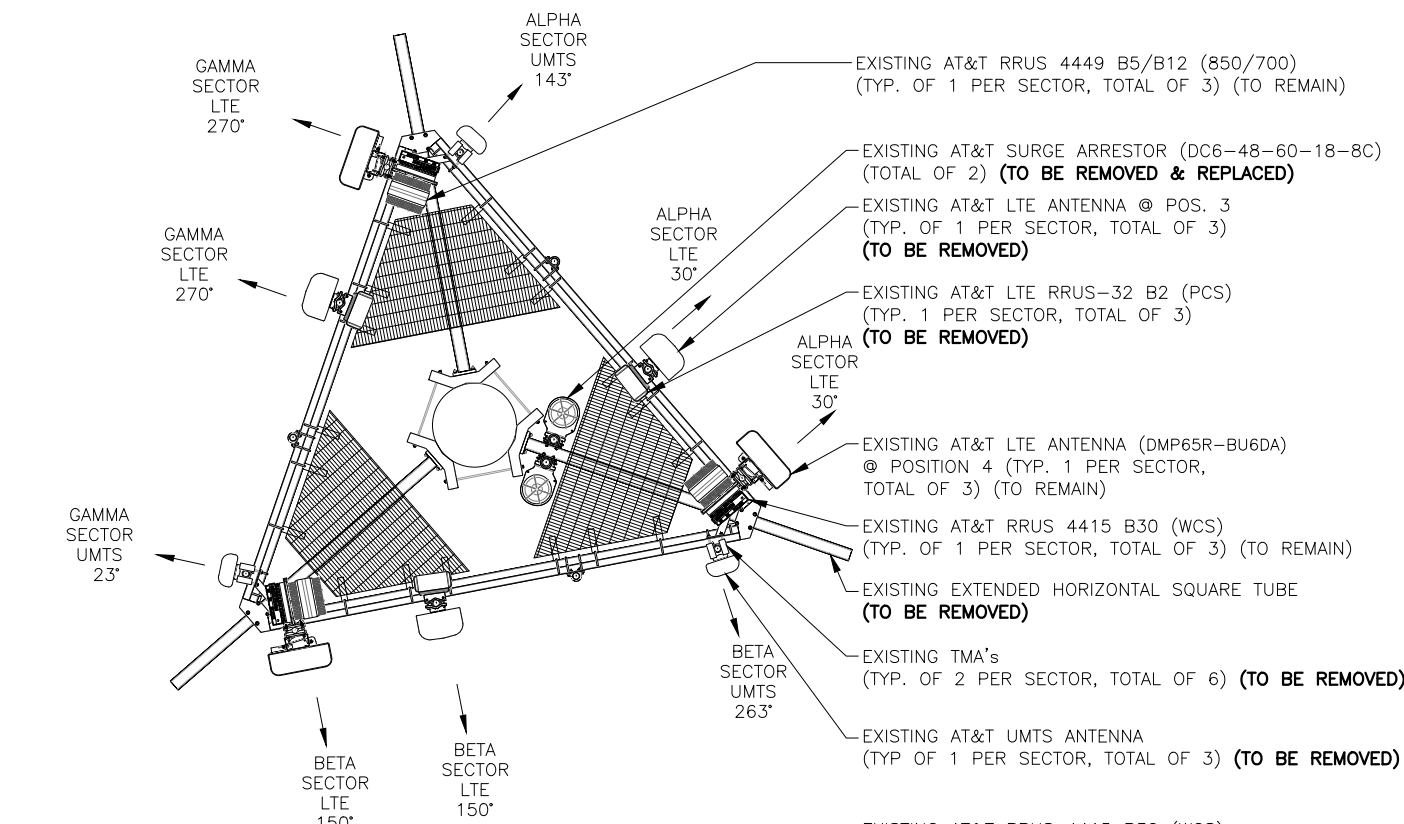 ALPHA
SECTOR
UMTS
143°
GAMMA
SECTOR
LTE
270°
EXISTING AT&T RRUS 4449 B5/B12 (850/700)
(TYP. OF 1 PER SECTOR, TOTAL OF 3) (TO REMAIN)
EXISTING AT&T SURGE ARRESTOR (DC6-48-60-18-8C)
(TOTAL OF 2) (TO BE REMOVED & REPLACED)
EXISTING AT&T LTE ANTENNA @ POS. 3
(TYP. OF 1 PER SECTOR, TOTAL OF 3)
(TO BE REMOVED)
ALPHA
SECTOR
LTE
30°
GAMMA
SECTOR
LTE
270°
EXISTING AT&T LTE RRUS-32 B2 (PCS)
(TYP. 1 PER SECTOR, TOTAL OF 3)
(TO BE REMOVED)
ALPHA
SECTOR
LTE
30°
EXISTING AT&T LTE ANTENNA (DMP65R-BU6DA)
@ POSITION 4 (TYP. 1 PER SECTOR,
TOTAL OF 3) (TO REMAIN)
GAMMA
SECTOR
UMTS
23°
EXISTING AT&T RRUS 4415 B30 (WCS)
(TYP. OF 1 PER SECTOR, TOTAL OF 3) (TO REMAIN)
EXISTING EXTENDED HORIZONTAL SQUARE TUBE
(TO BE REMOVED)
BETA
SECTOR
UMTS
263°
EXISTING TMA's
(TYP. OF 2 PER SECTOR, TOTAL OF 6) (TO BE REMOVED)
EXISTING AT&T UMTS ANTENNA
(TYP OF 1 PER SECTOR, TOTAL OF 3) (TO BE REMOVED)
BETA
SECTOR
LTE
150°
BETA
SECTOR
LTE
150°